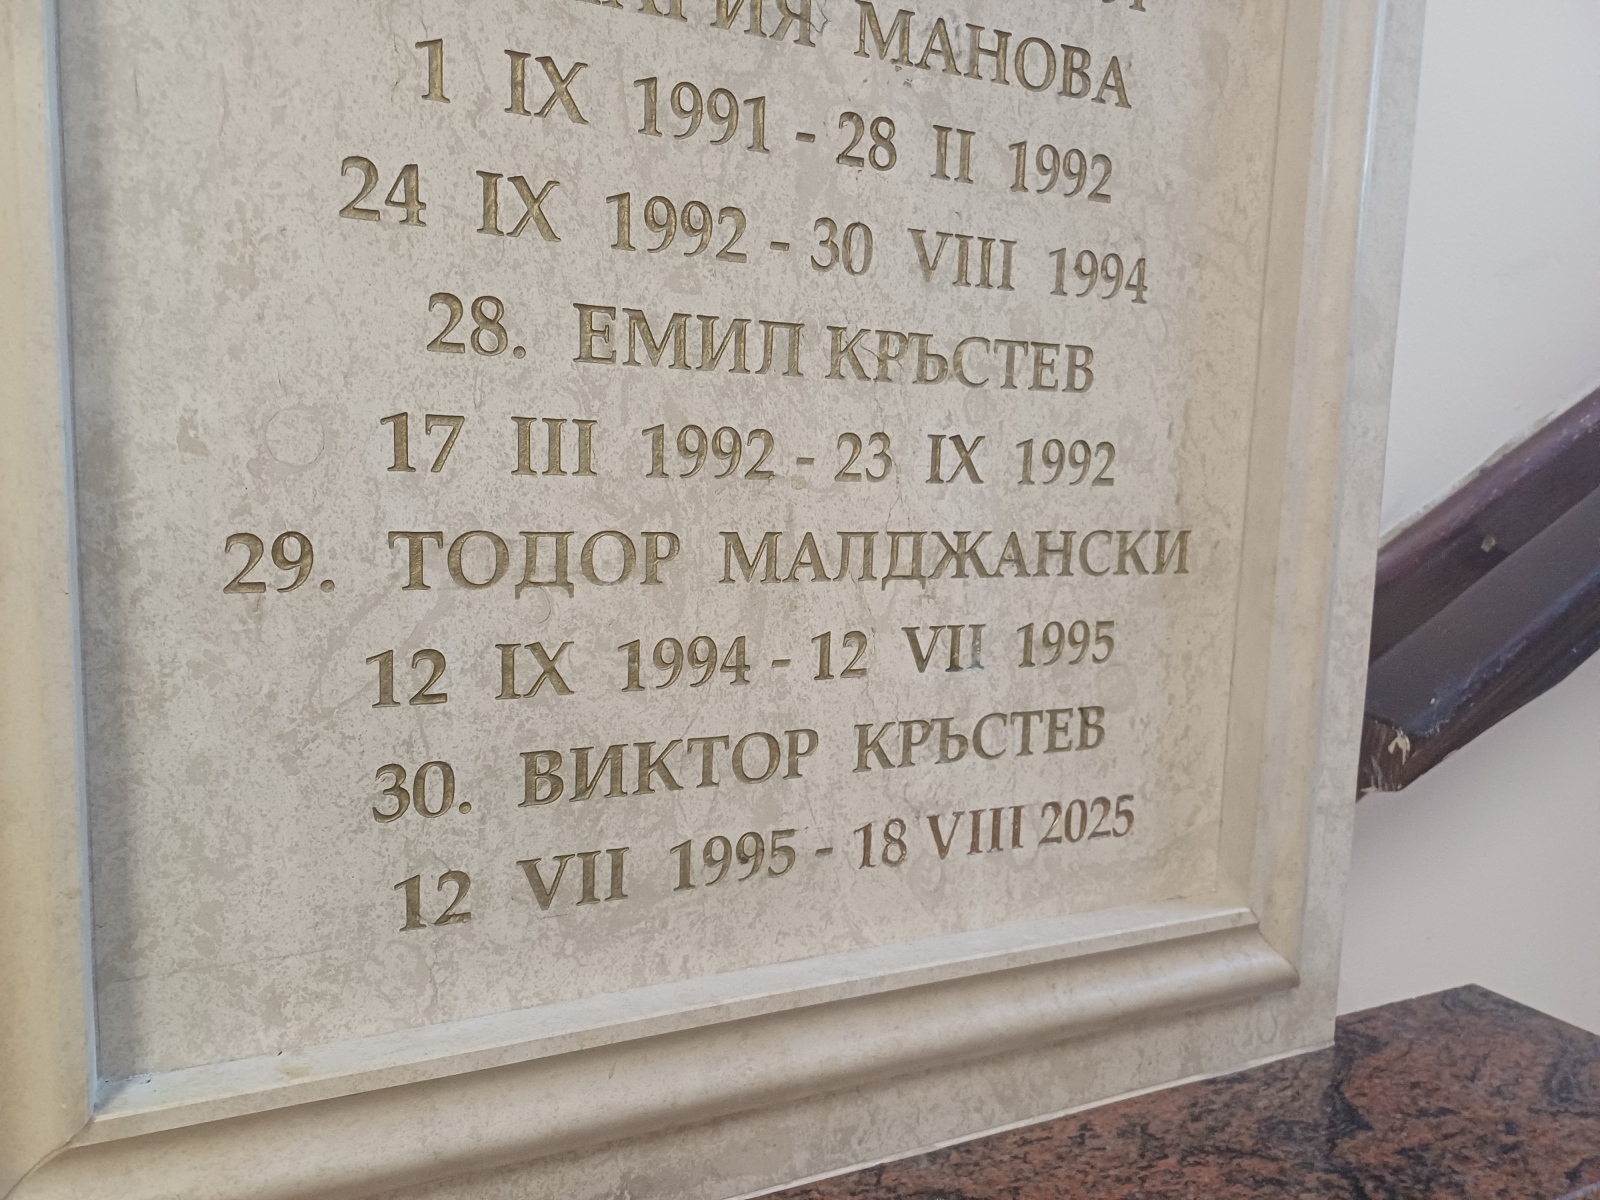 МАНОВА
1 IX 1991 - 28 II 1992
24 IX 1992 - 30 VIII 1994
28. ЕМИЛ КРЪСТЕВ
17 III 1992 - 23 IX 1992
29. ТОДОР МАЛДЖАНСКИ
12 IX 1994 - 12 VII 1995
30. ВИКТОР КРЪСТЕВ
12 VII 1995 - 18 VIII 2025